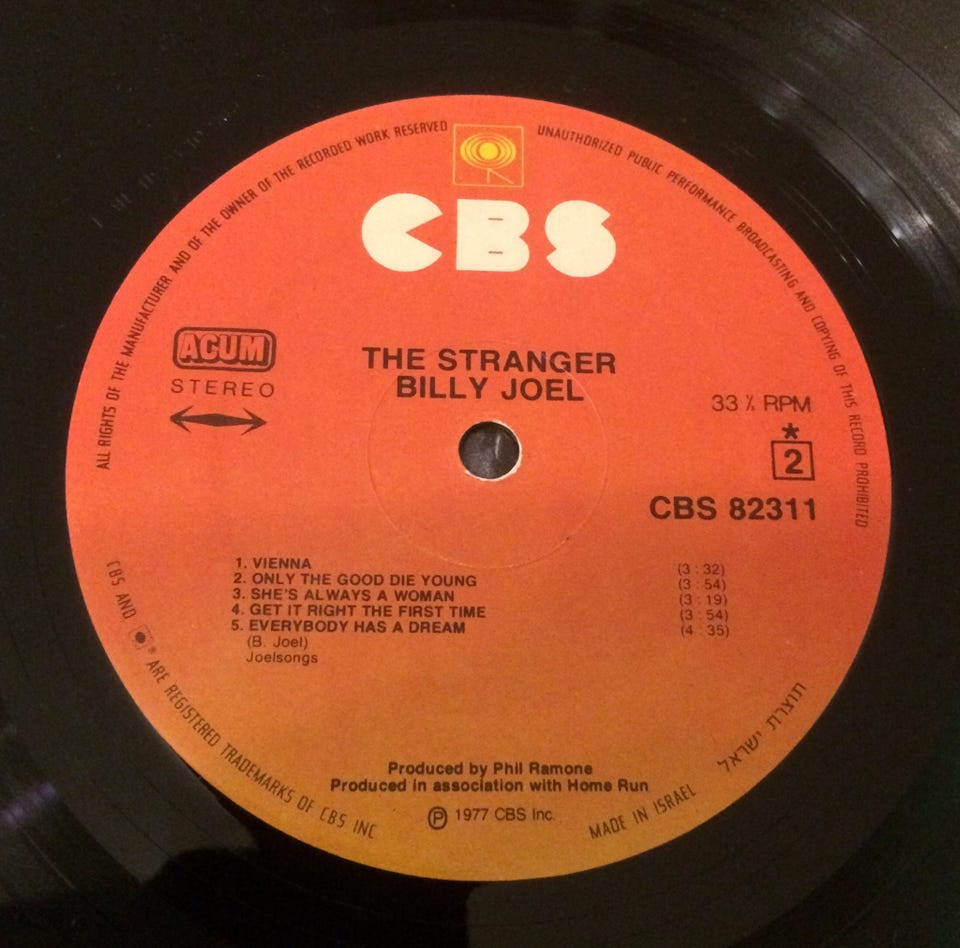 ALL RIGHTS OF THE MANUFACTURER AND OF THE OWNER OF THE RECORDED WORK RESERVED
UNAUTHORIZED PUBLIC PERFORMANCE BROADCASTING AND COPYING OF THIS RECORD PROHIBITED
CBS
ACUM
STEREO
THE STRANGER
BILLY JOEL
33 ⅓ RPM
*
2
CBS 82311
1. VIENNA (3 : 32)
2. ONLY THE GOOD DIE YOUNG (3 : 54)
3. SHE'S ALWAYS A WOMAN (3 : 19)
4. GET IT RIGHT THE FIRST TIME (3 : 54)
5. EVERYBODY HAS A DREAM (4 : 35)
(B. Joel)
Joelsongs
Produced by Phil Ramone
Produced in association with Home Run
Ⓟ 1977 CBS Inc.
CBS AND ® ARE REGISTERED TRADEMARKS OF CBS INC
MADE IN ISRAEL
תוצרת ישראל